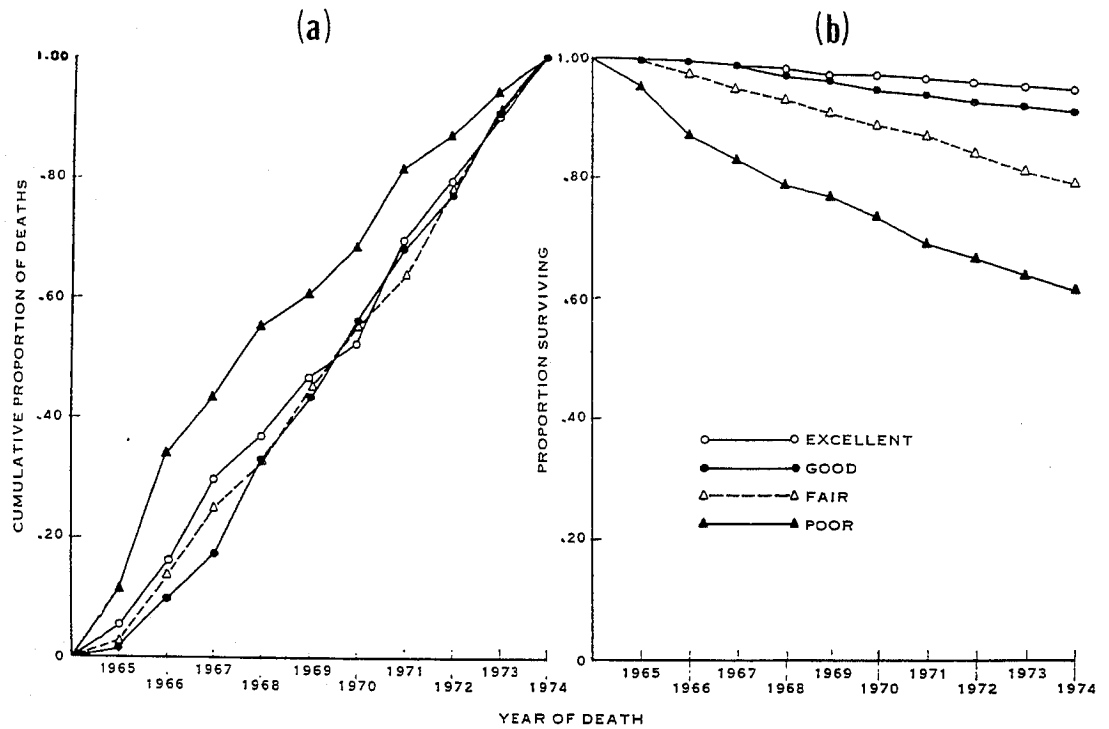 (a)
CUMULATIVE PROPORTION OF DEATHS
1.00
.80
.60
.40
.20
0
1965 1967 1969 1971 1973
1966 1968 1970 1972 1974
(b)
PROPORTION SURVIVING
1.00
.80
.60
.40
.20
0
EXCELLENT
GOOD
FAIR
POOR
1965 1967 1969 1971 1973
1966 1968 1970 1972 1974
YEAR OF DEATH